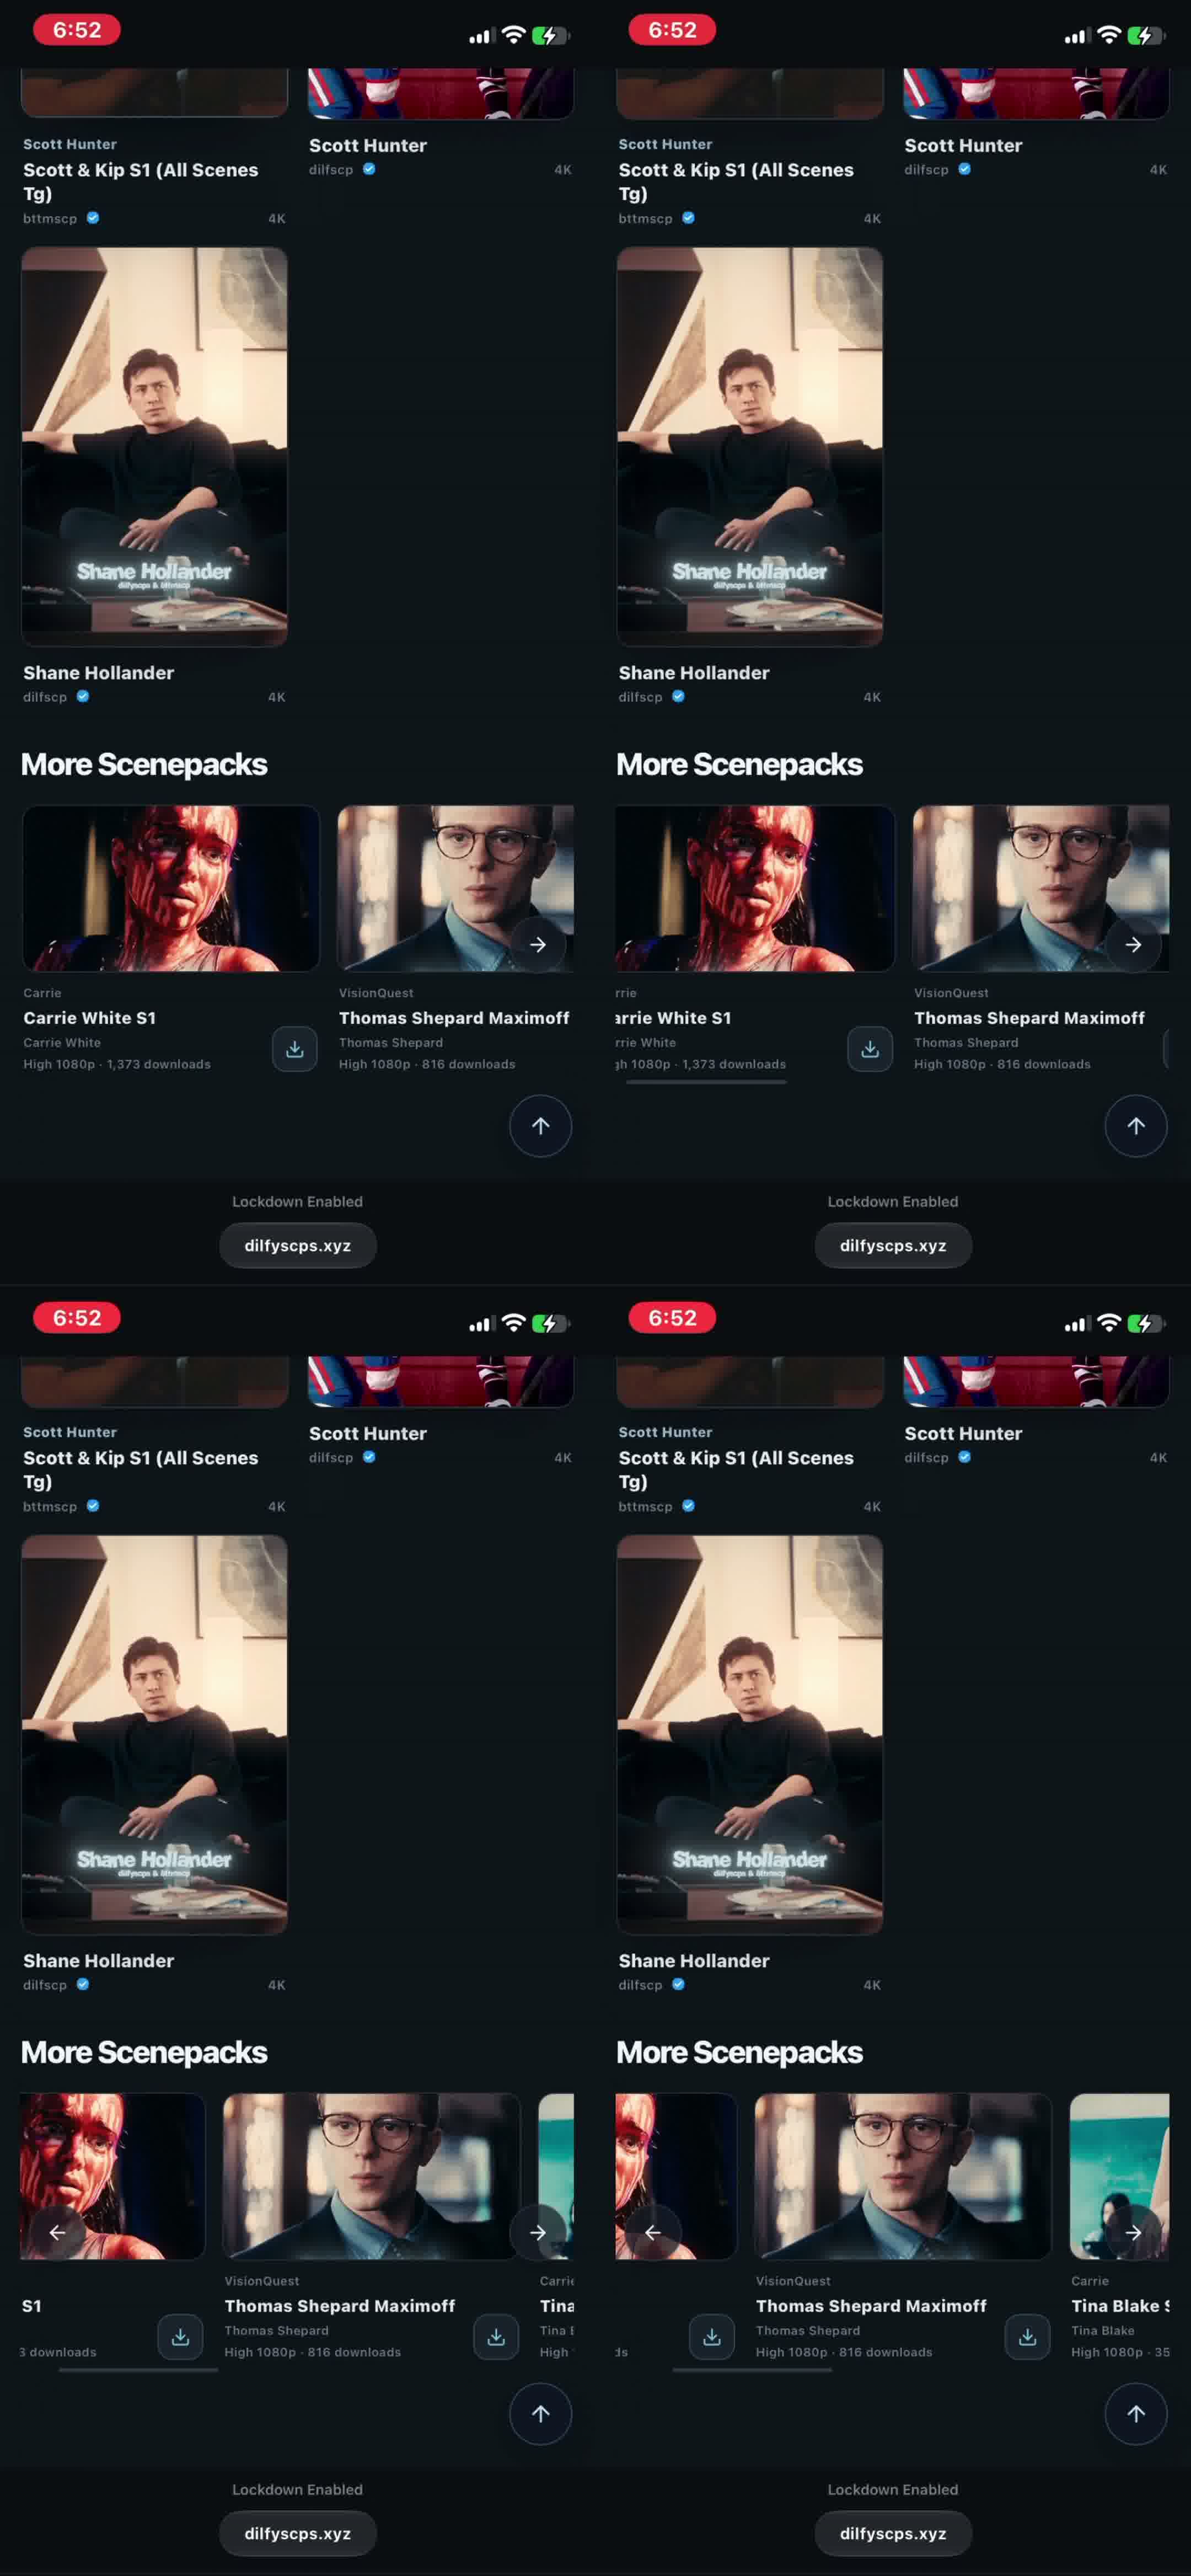 6:52
Scott Hunter
Scott & Kip S1 (All Scenes
Tg)
bttmscp 4K
Scott Hunter
dilfscp 4K
Shane Hollander
dilfyscps & bttmscp
Shane Hollander
dilfscp 4K
More Scenepacks
Carrie
Carrie White S1
Carrie White
High 1080p · 1,373 downloads
VisionQuest
Thomas Shepard Maximoff
Thomas Shepard
High 1080p · 816 downloads
Lockdown Enabled
dilfyscps.xyz
6:52
Scott Hunter
Scott & Kip S1 (All Scenes
Tg)
bttmscp 4K
Scott Hunter
dilfscp 4K
Shane Hollander
dilfyscps & bttmscp
Shane Hollander
dilfscp 4K
More Scenepacks
rrie
arrie White S1
rrie White
gh 1080p · 1,373 downloads
VisionQuest
Thomas Shepard Maximoff
Thomas Shepard
High 1080p · 816 downloads
Lockdown Enabled
dilfyscps.xyz
6:52
Scott Hunter
Scott & Kip S1 (All Scenes
Tg)
bttmscp 4K
Scott Hunter
dilfscp 4K
Shane Hollander
dilfyscps & bttmscp
Shane Hollander
dilfscp 4K
More Scenepacks
S1
3 downloads
VisionQuest
Thomas Shepard Maximoff
Thomas Shepard
High 1080p · 816 downloads
Carrie
Tina
Tina
High
Lockdown Enabled
dilfyscps.xyz
6:52
Scott Hunter
Scott & Kip S1 (All Scenes
Tg)
bttmscp 4K
Scott Hunter
dilfscp 4K
Shane Hollander
dilfyscps & bttmscp
Shane Hollander
dilfscp 4K
More Scenepacks
ds
VisionQuest
Thomas Shepard Maximoff
Thomas Shepard
High 1080p · 816 downloads
Carrie
Tina Blake S
Tina Blake
High 1080p · 35
Lockdown Enabled
dilfyscps.xyz